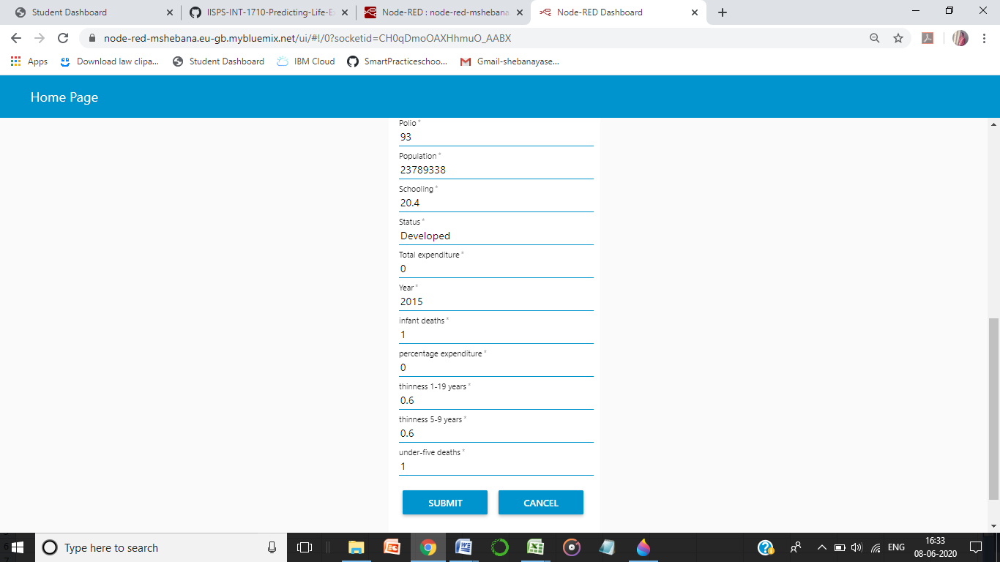 Student Dashboard
IISPS-INT-1710-Predicting-Life-E
Node-RED : node-red-mshebana
Node-RED Dashboard
node-red-mshebana.eu-gb.mybluemix.net/ui/#!/0?socketid=CH0qDmoOAXHhmuO_AABX
Apps
Download law clipa...
Student Dashboard
IBM Cloud
SmartPracticeschoo...
Gmail-shebanayase...
Home Page
Polio *
93
Population *
23789338
Schooling *
20.4
Status *
Developed
Total expenditure *
0
Year *
2015
infant deaths *
1
percentage expenditure *
0
thinness 1-19 years *
0.6
thinness 5-9 years *
0.6
under-five deaths *
1
SUBMIT
CANCEL
Type here to search
ENG
16:33
08-06-2020